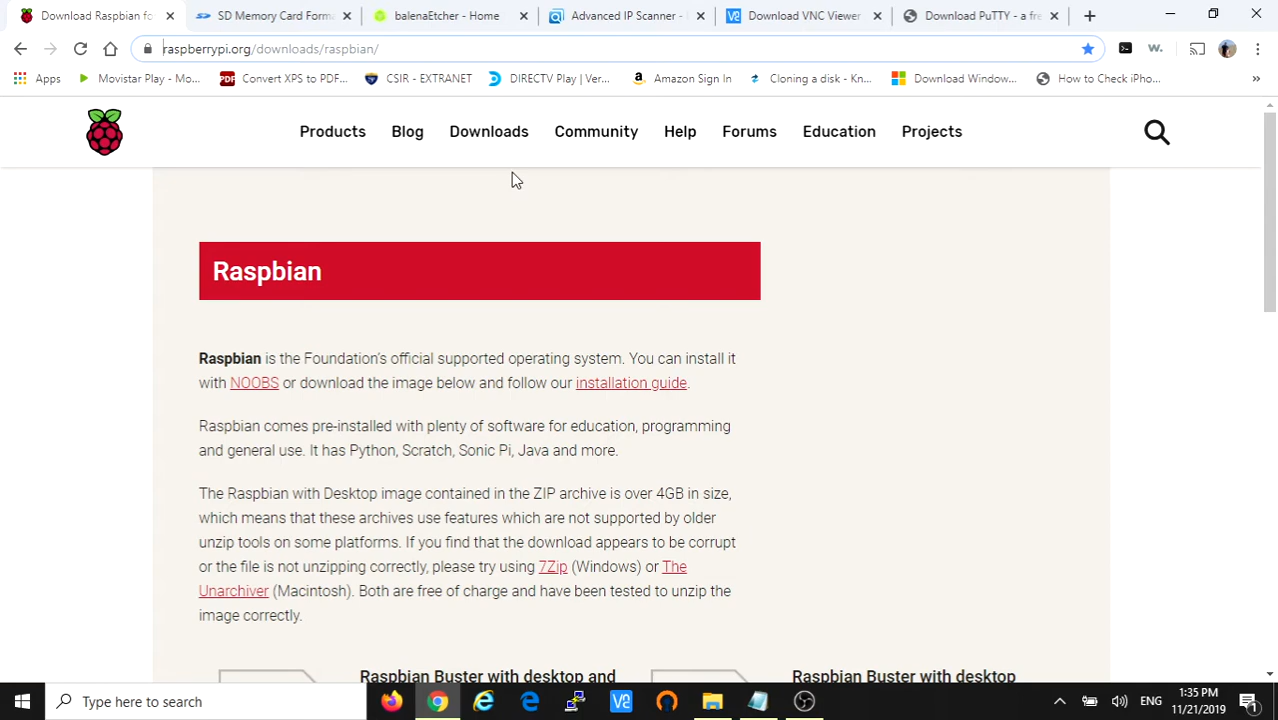 Download Raspbian fo
SD Memory Card Form
balenaEtcher - Home
Advanced IP Scanner -
Download VNC Viewer
Download PuTTY - a fre
raspberrypi.org/downloads/raspbian/
Apps
Movistar Play - Mo...
Convert XPS to PDF...
CSIR - EXTRANET
DIRECTV Play | Ver...
Amazon Sign In
Cloning a disk - Kn...
Download Window...
How to Check iPho...
Products
Blog
Downloads
Community
Help
Forums
Education
Projects
Raspbian
Raspbian is the Foundation's official supported operating system. You can install it
with NOOBS or download the image below and follow our installation guide.
Raspbian comes pre-installed with plenty of software for education, programming
and general use. It has Python, Scratch, Sonic Pi, Java and more.
The Raspbian with Desktop image contained in the ZIP archive is over 4GB in size,
which means that these archives use features which are not supported by older
unzip tools on some platforms. If you find that the download appears to be corrupt
or the file is not unzipping correctly, please try using 7Zip (Windows) or The
Unarchiver (Macintosh). Both are free of charge and have been tested to unzip the
image correctly.
Raspbian Buster with desktop and
Raspbian Buster with desktop
Type here to search
ENG
1:35 PM
11/21/2019